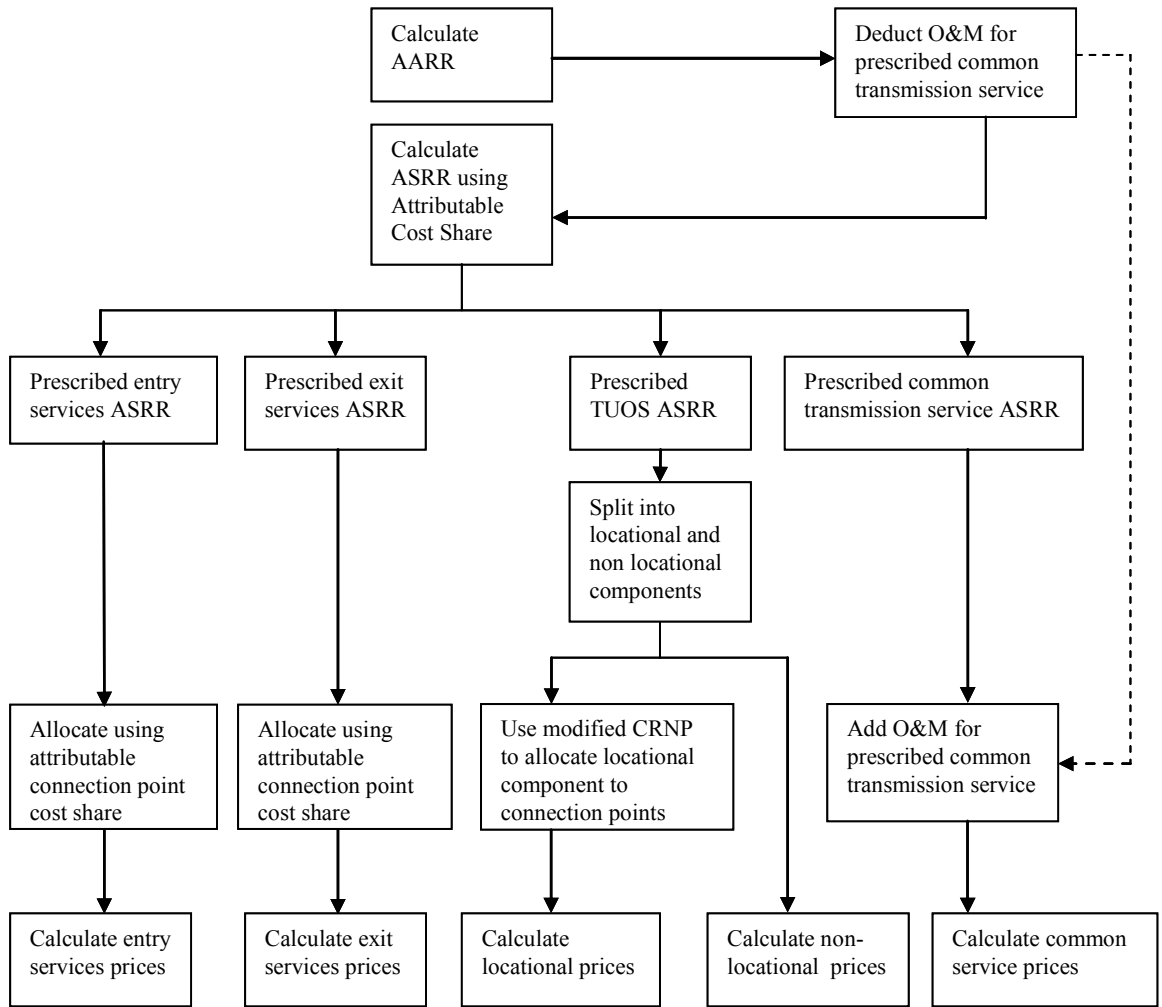 Calculate
AARR
Deduct O&M for
prescribed common
transmission service
Calculate
ASRR using
Attributable
Cost Share
Prescribed entry
services ASRR
Prescribed exit
services ASRR
Prescribed
TUOS ASRR
Prescribed common
transmission service ASRR
Split into
locational and
non locational
components
Allocate using
attributable
connection point
cost share
Allocate using
attributable
connection point
cost share
Use modified CRNP
to allocate locational
component to
connection points
Add O&M for
prescribed common
transmission service
Calculate entry
services prices
Calculate exit
services prices
Calculate
locational prices
Calculate non-
locational prices
Calculate common
service prices